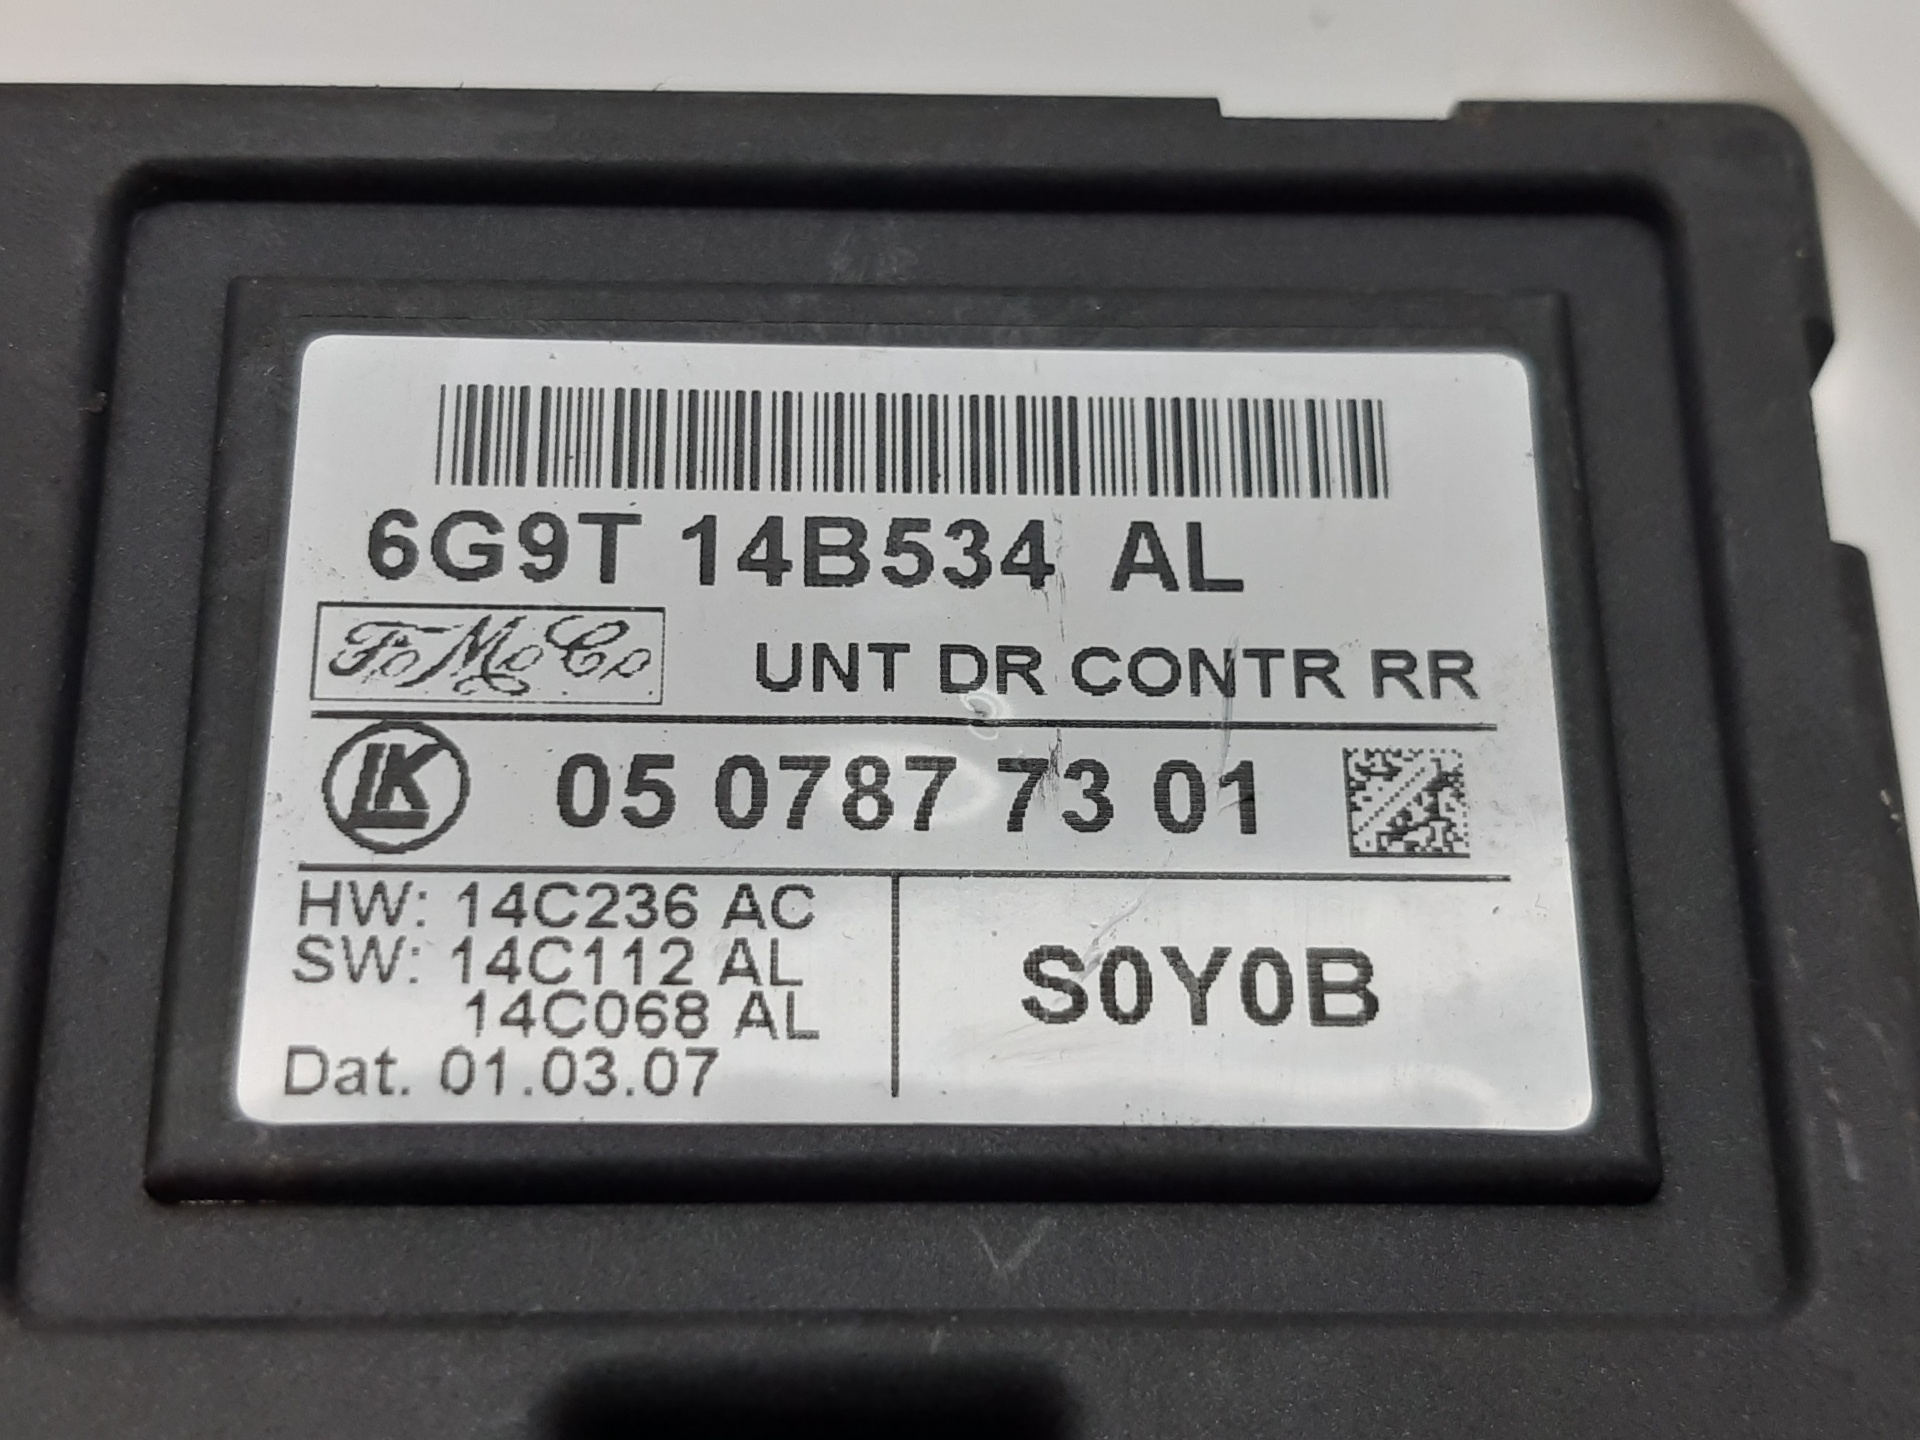 6G9T 14B534 AL
FoMoCo UNT DR CONTR RR
LK 05 0787 73 01
HW: 14C236 AC
SW: 14C112 AL
14C068 AL
Dat. 01.03.07
S0Y0B